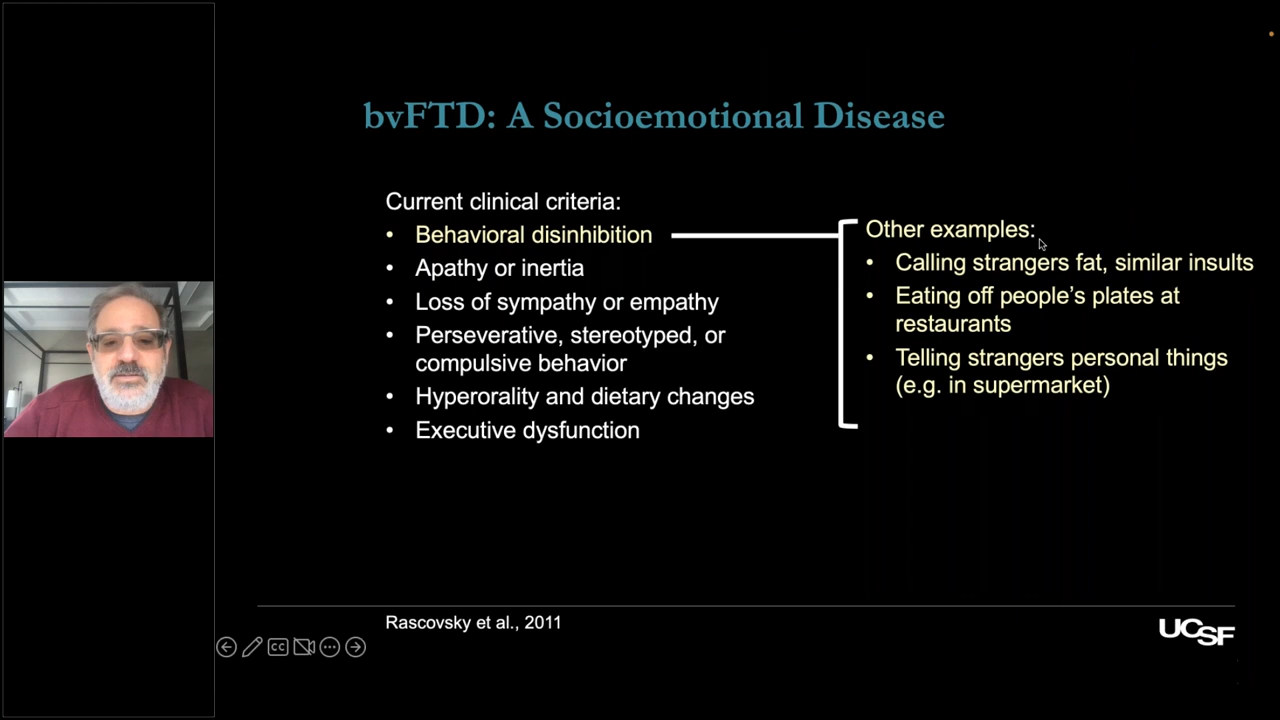 bvFTD: A Socioemotional Disease
Current clinical criteria:
• Behavioral disinhibition
• Apathy or inertia
• Loss of sympathy or empathy
• Perseverative, stereotyped, or
compulsive behavior
• Hyperorality and dietary changes
• Executive dysfunction
Other examples:
• Calling strangers fat, similar insults
• Eating off people's plates at
restaurants
• Telling strangers personal things
(e.g. in supermarket)
Rascovsky et al., 2011
CC
UCSF